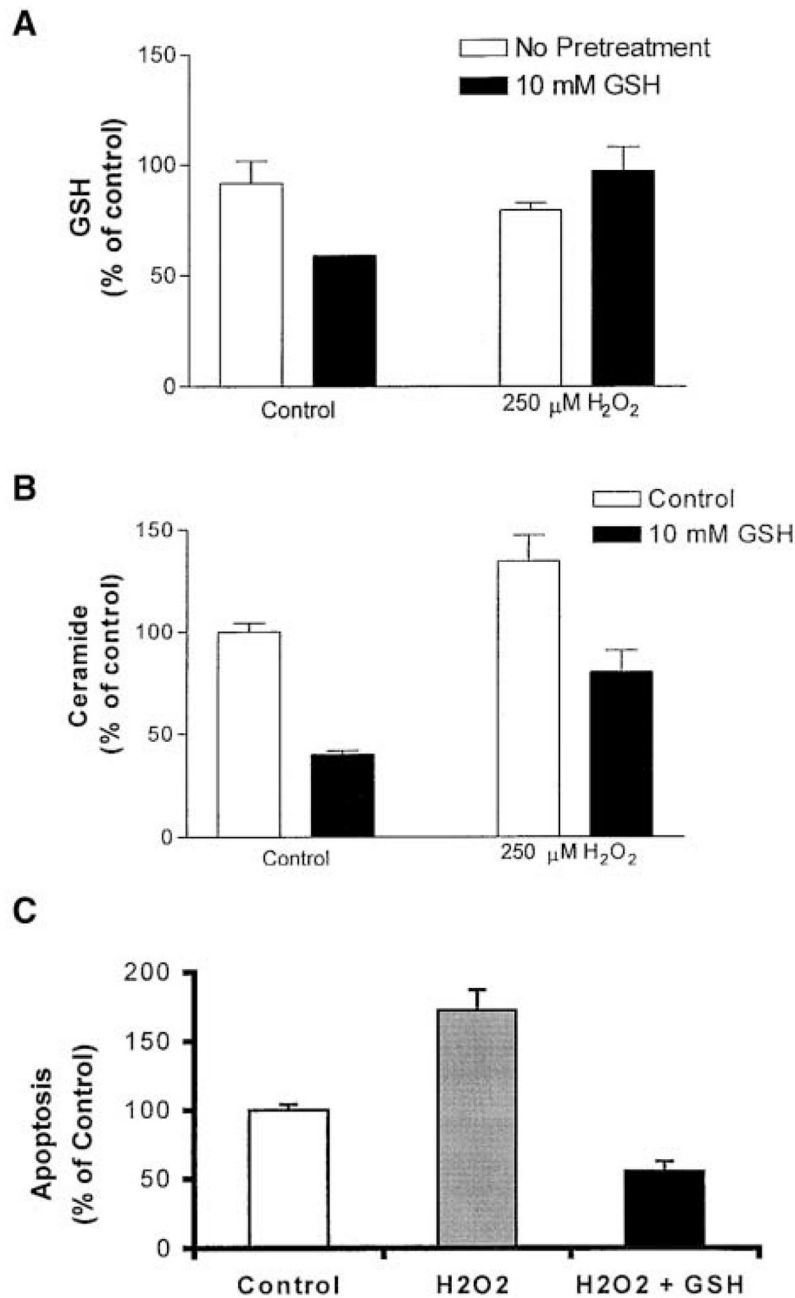 A
No Pretreatment
10 mM GSH
GSH
(% of control)
150
100
50
0
Control
250 μM H₂O₂
B
Control
10 mM GSH
Ceramide
(% of control)
150
100
50
0
Control
250 μM H₂O₂
C
Apoptosis
(% of Control)
200
150
100
50
0
Control
H2O2
H2O2 + GSH